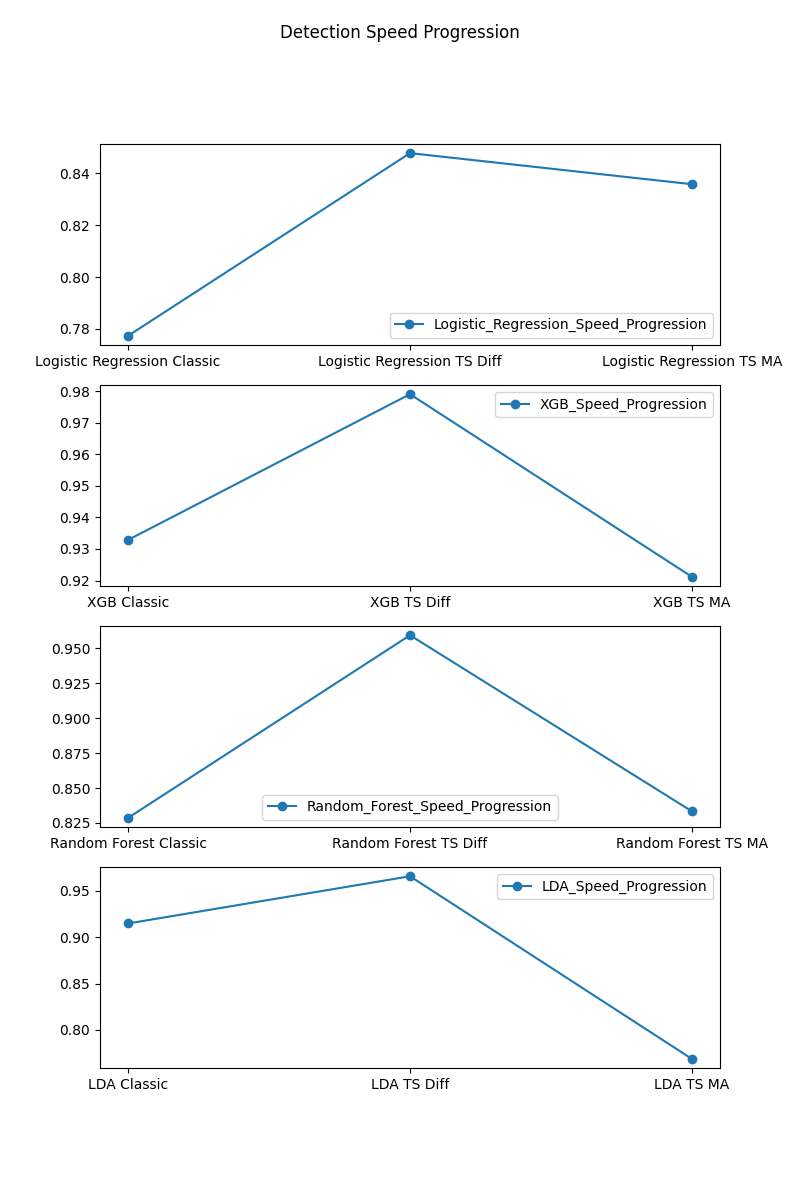 Detection Speed Progression
0.84
0.82
0.80
0.78
Logistic_Regression_Speed_Progression
Logistic Regression Classic
Logistic Regression TS Diff
Logistic Regression TS MA
0.98
0.97
0.96
0.95
0.94
0.93
0.92
XGB_Speed_Progression
XGB Classic
XGB TS Diff
XGB TS MA
0.950
0.925
0.900
0.875
0.850
0.825
Random_Forest_Speed_Progression
Random Forest Classic
Random Forest TS Diff
Random Forest TS MA
0.95
0.90
0.85
0.80
LDA_Speed_Progression
LDA Classic
LDA TS Diff
LDA TS MA